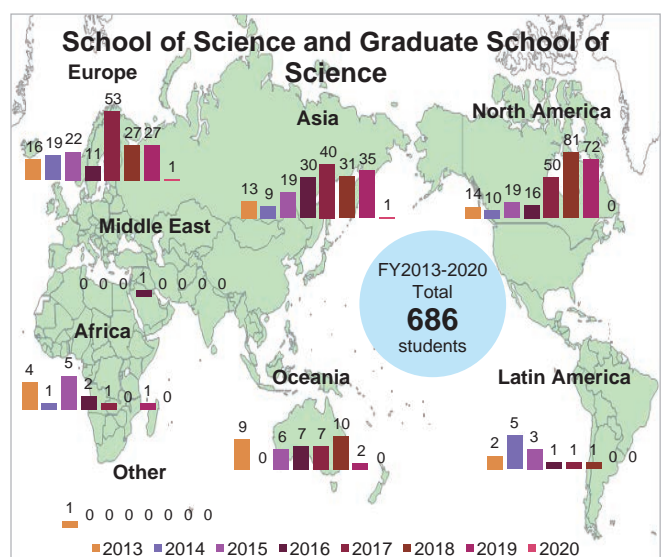 School of Science and Graduate School of
Science
Europe
16 19 22 11 53 27 27 1
Asia
13 9 19 30 40 31 35 1
North America
14 10 19 16 50 81 72 0
Middle East
0 0 0 1 0 0 0 0
FY2013-2020
Total
686
students
Africa
4 1 5 2 1 0 1 0
Oceania
9 0 6 7 7 10 2 0
Latin America
2 5 3 1 1 1 0 0
Other
1 0 0 0 0 0 0 0
2013 2014 2015 2016 2017 2018 2019 2020